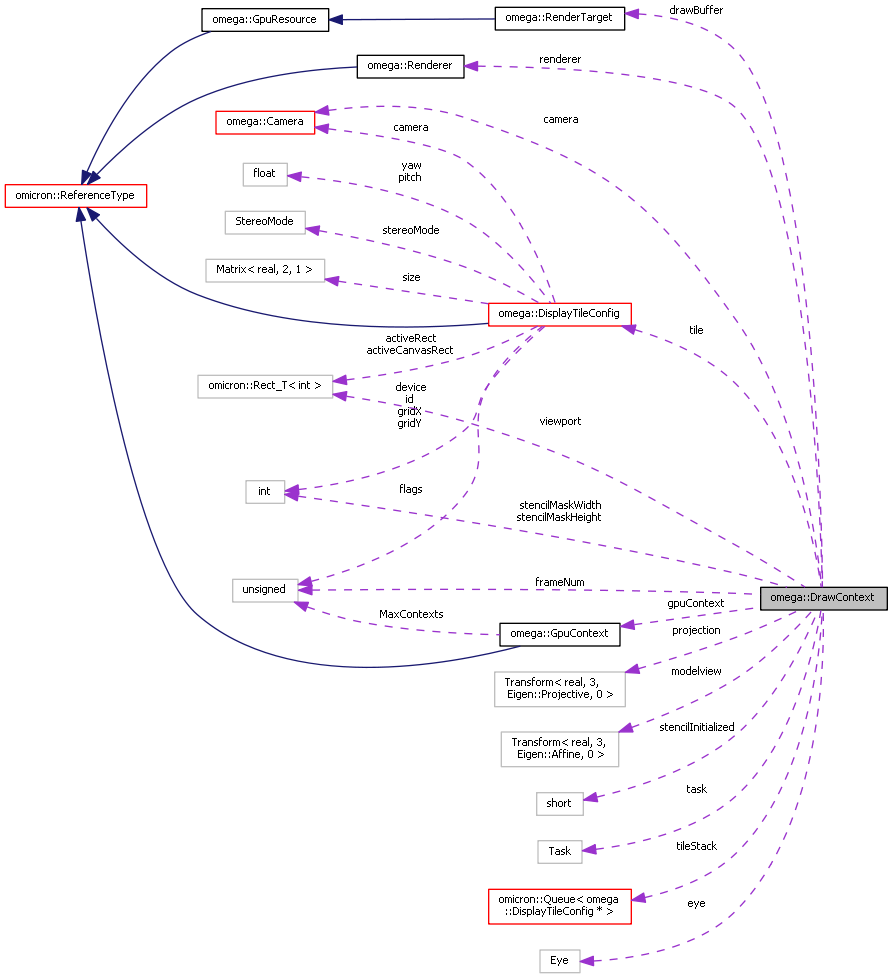 drawBuffer
omega::GpuResource
omega::RenderTarget
renderer
omega::Renderer
camera
omega::Camera
camera
yaw
pitch
float
omicron::ReferenceType
StereoMode
stereoMode
Matrix< real, 2, 1 >
size
omega::DisplayTileConfig
tile
activeRect
activeCanvasRect
omicron::Rect_T< int >
device
id
gridX
gridY
viewport
int
flags
stencilMaskWidth
stencilMaskHeight
unsigned
frameNum
omega::DrawContext
gpuContext
MaxContexts
omega::GpuContext
projection
Transform< real, 3,
Eigen::Projective, 0 >
modelview
stencilInitialized
Transform< real, 3,
Eigen::Affine, 0 >
short
task
Task
tileStack
omicron::Queue< omega
::DisplayTileConfig * >
eye
Eye